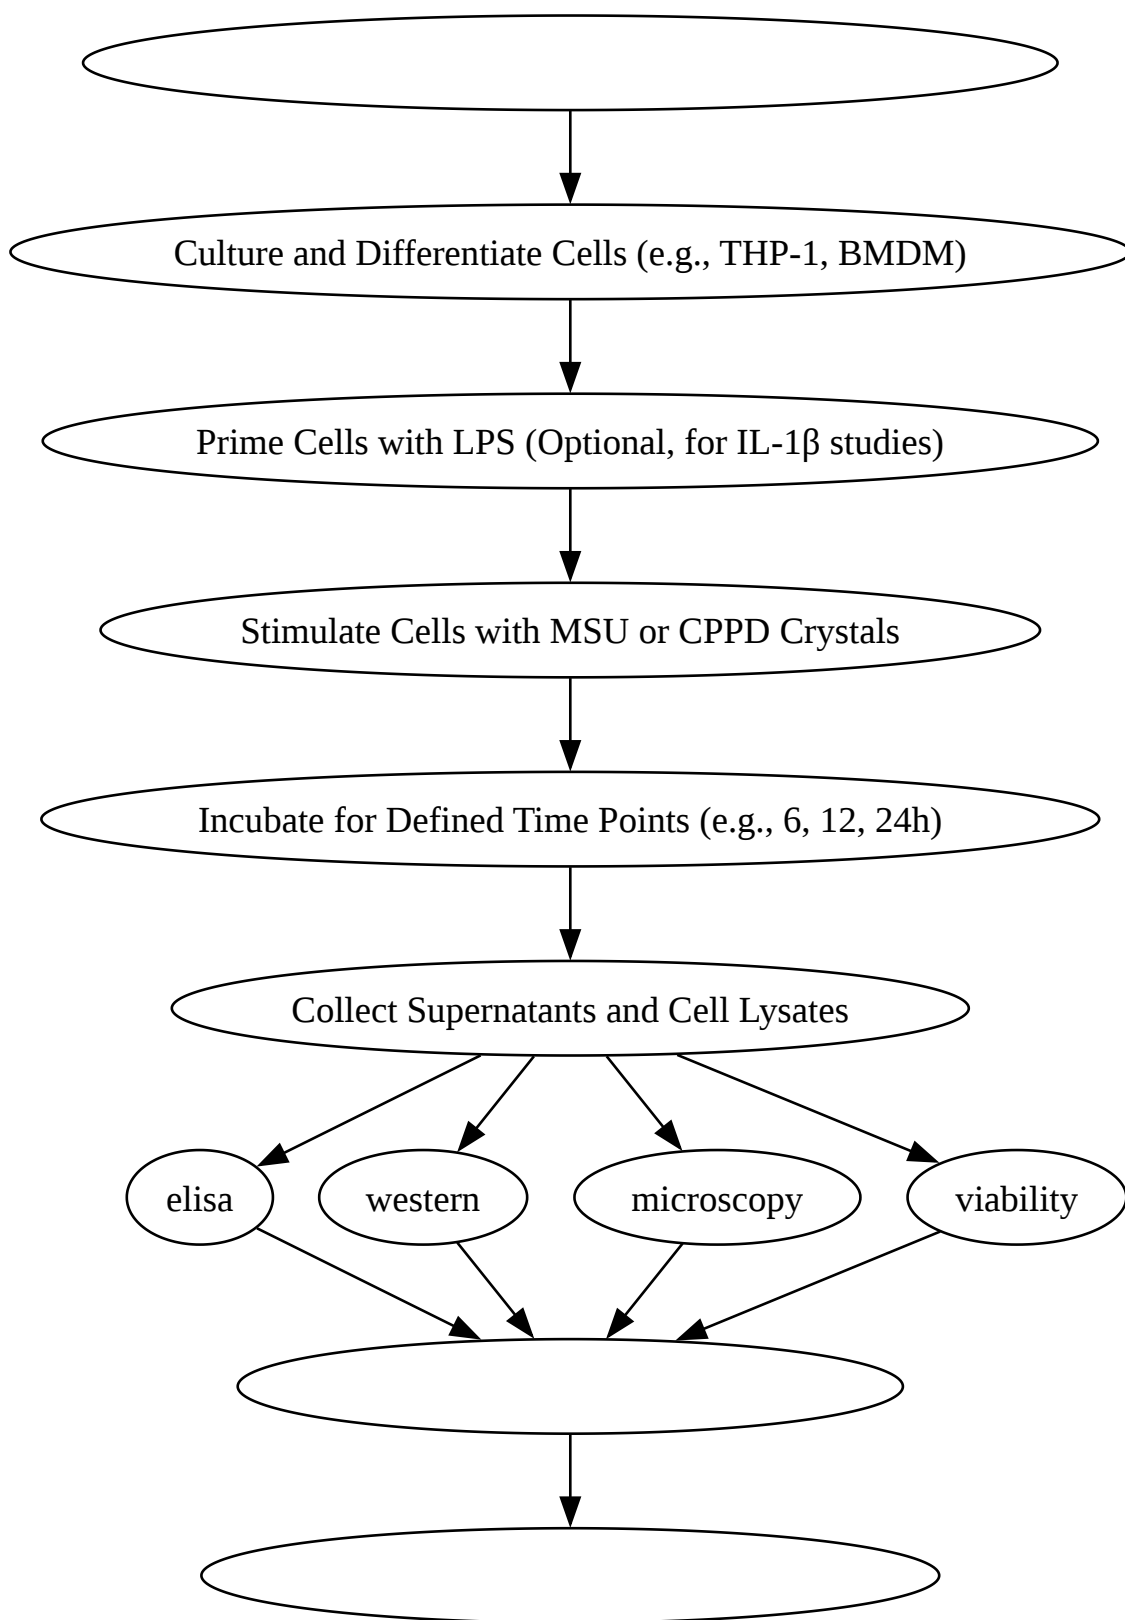 Culture and Differentiate Cells (e.g., THP-1, BMDM)
Prime Cells with LPS (Optional, for IL-1β studies)
Stimulate Cells with MSU or CPPD Crystals
Incubate for Defined Time Points (e.g., 6, 12, 24h)
Collect Supernatants and Cell Lysates
elisa
western
microscopy
viability